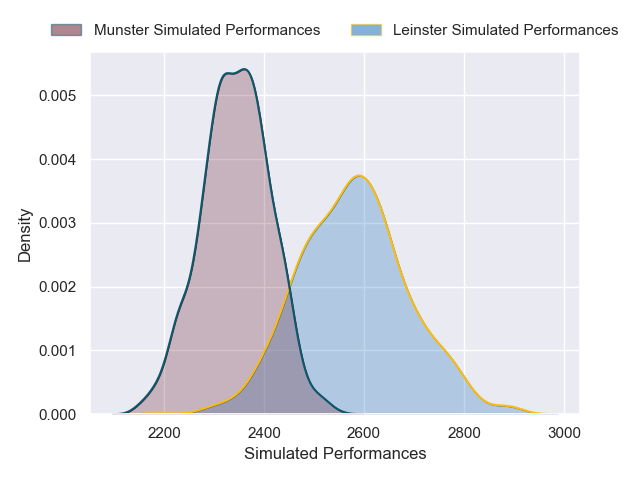 Munster Simulated Performances Leinster Simulated Performances
0.005
0.004
0.003
0.002
0.001
0.000
Density
2200 2400 2600 2800 3000
Simulated Performances